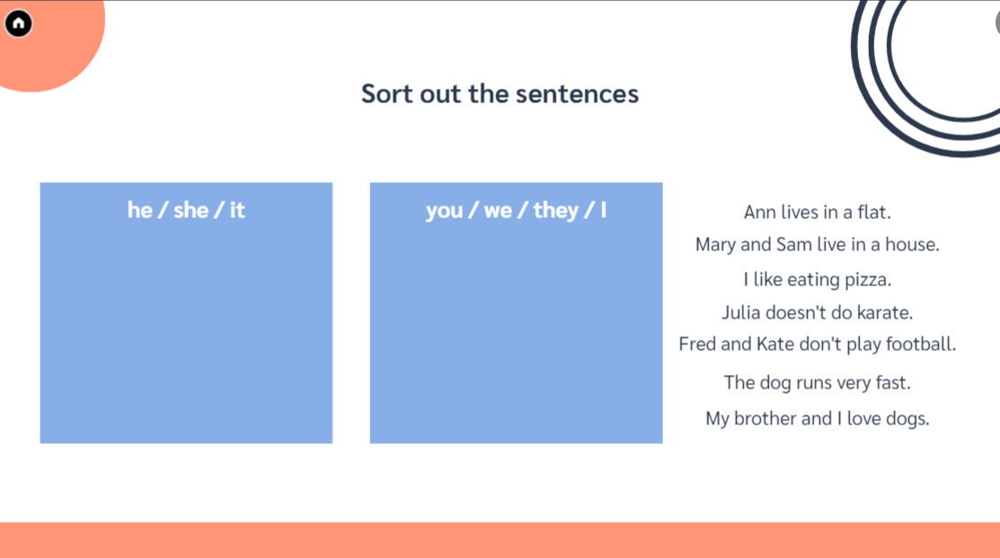 Sort out the sentences
he / she / it
you / we / they / I
Ann lives in a flat.
Mary and Sam live in a house.
I like eating pizza.
Julia doesn't do karate.
Fred and Kate don't play football.
The dog runs very fast.
My brother and I love dogs.